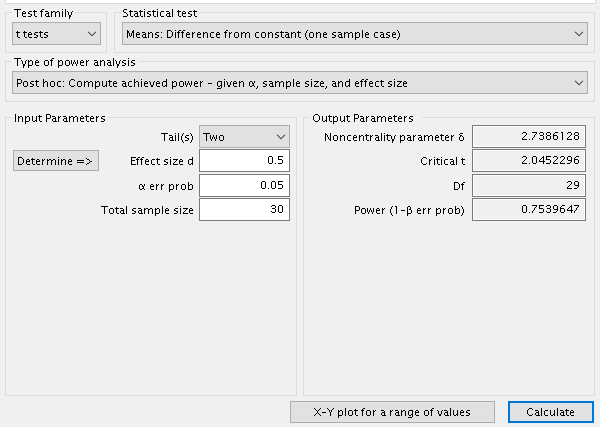 Test family
Statistical test
t tests
Means: Difference from constant (one sample case)
Type of power analysis
Post hoc: Compute achieved power – given α, sample size, and effect size
Input Parameters
Output Parameters
Tail(s) Two
Noncentrality parameter δ 2.7386128
Determine => Effect size d 0.5
Critical t 2.0452296
α err prob 0.05
Df 29
Total sample size 30
Power (1-β err prob) 0.7539647
X-Y plot for a range of values
Calculate